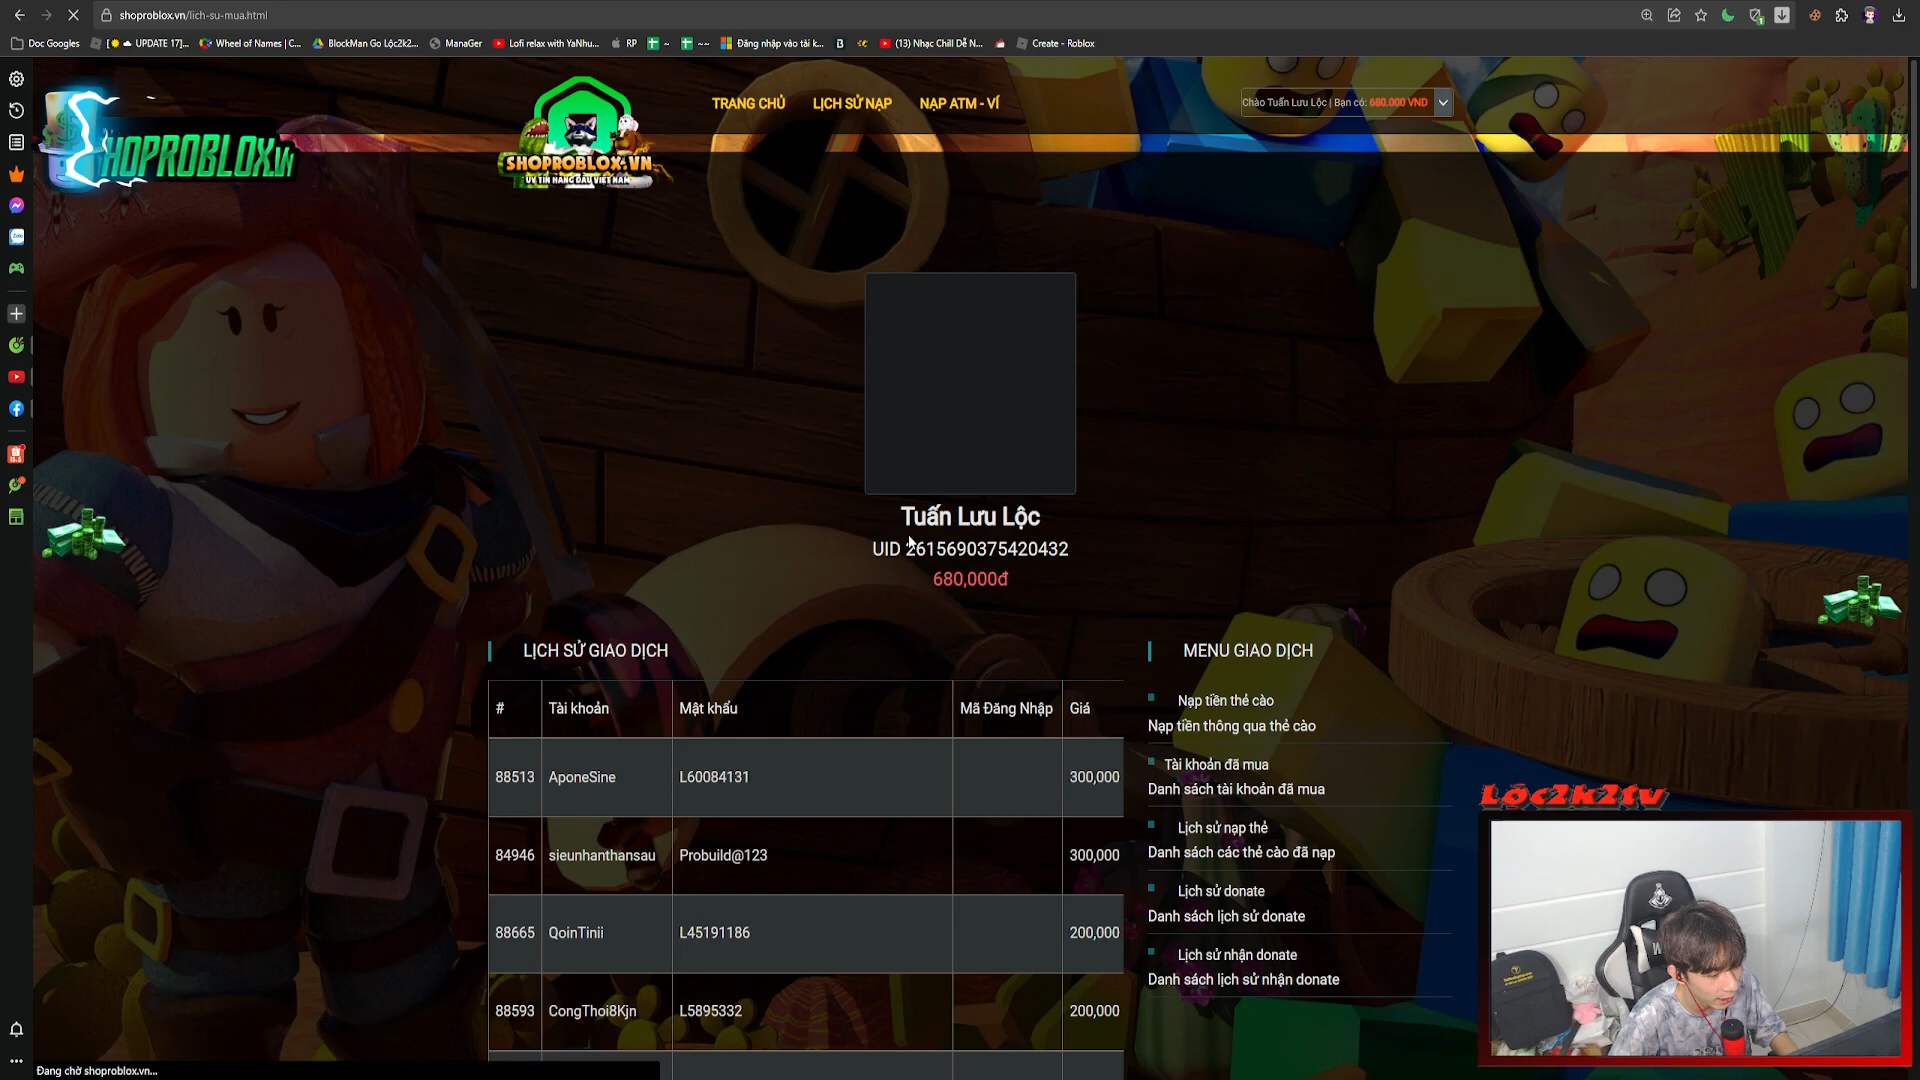 shoproblox.vn/lich-su-mua.html
Doc Googles
[🌟☁ UPDATE 17]...
Wheel of Names | C...
BlockMan Go Lộc2k2...
ManaGer
Lofi relax with YaNhu...
RP
~
~~
Đăng nhập vào tài k...
(13) Nhạc Chill Dễ N...
Create - Roblox
SHOPROBLOX.VN
SHOPROBLOX.VN
UY TÍN HÀNG ĐẦU VIỆT NAM
TRANG CHỦ
LỊCH SỬ NẠP
NẠP ATM - VÍ
Chào Tuấn Lưu Lộc | Bạn có: 680.000 VND
Tuấn Lưu Lộc
UID 2615690375420432
680,000đ
LỊCH SỬ GIAO DỊCH
# Tài khoản Mật khẩu Mã Đăng Nhập Giá
88513 AponeSine L60084131 300,000
84946 sieunhanthansau Probuild@123 300,000
88665 QoinTinii L45191186 200,000
88593 CongThoi8Kjn L5895332 200,000
MENU GIAO DỊCH
Nạp tiền thẻ cào
Nạp tiền thông qua thẻ cào
Tài khoản đã mua
Danh sách tài khoản đã mua
Lịch sử nạp thẻ
Danh sách các thẻ cào đã nạp
Lịch sử donate
Danh sách lịch sử donate
Lịch sử nhận donate
Danh sách lịch sử nhận donate
Lộc2k2tv
Đang chờ shoproblox.vn...